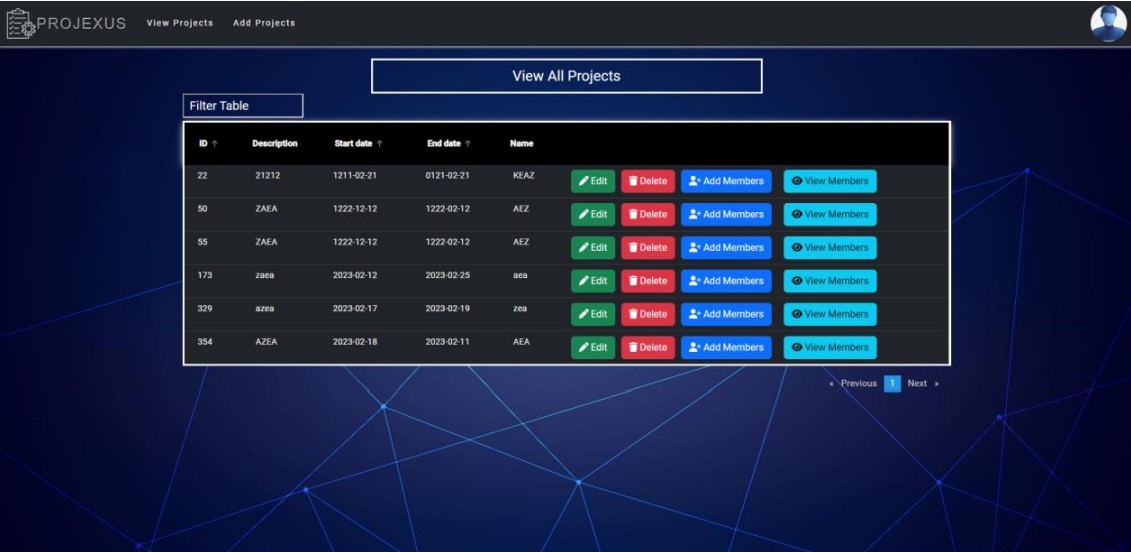 PROJEXUS View Projects Add Projects
View All Projects
Filter Table
ID ↑ Description Start date ↑ End date ↑ Name
22 21212 1211-02-21 0121-02-21 KEAZ Edit Delete Add Members View Members
50 ZAEA 1222-12-12 1222-02-12 AEZ Edit Delete Add Members View Members
55 ZAEA 1222-12-12 1222-02-12 AEZ Edit Delete Add Members View Members
173 zaea 2023-02-12 2023-02-25 aea Edit Delete Add Members View Members
329 azea 2023-02-17 2023-02-19 zea Edit Delete Add Members View Members
354 AZEA 2023-02-18 2023-02-11 AEA Edit Delete Add Members View Members
« Previous 1 Next »